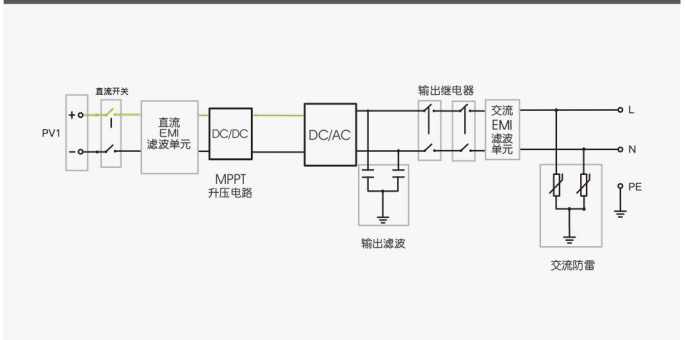 直流开关
输出继电器
PV1
+
−
直流
EMI
滤波单元
DC/DC
MPPT
升压电路
DC/AC
输出滤波
交流
EMI
滤波
单元
L
N
PE
交流防雷